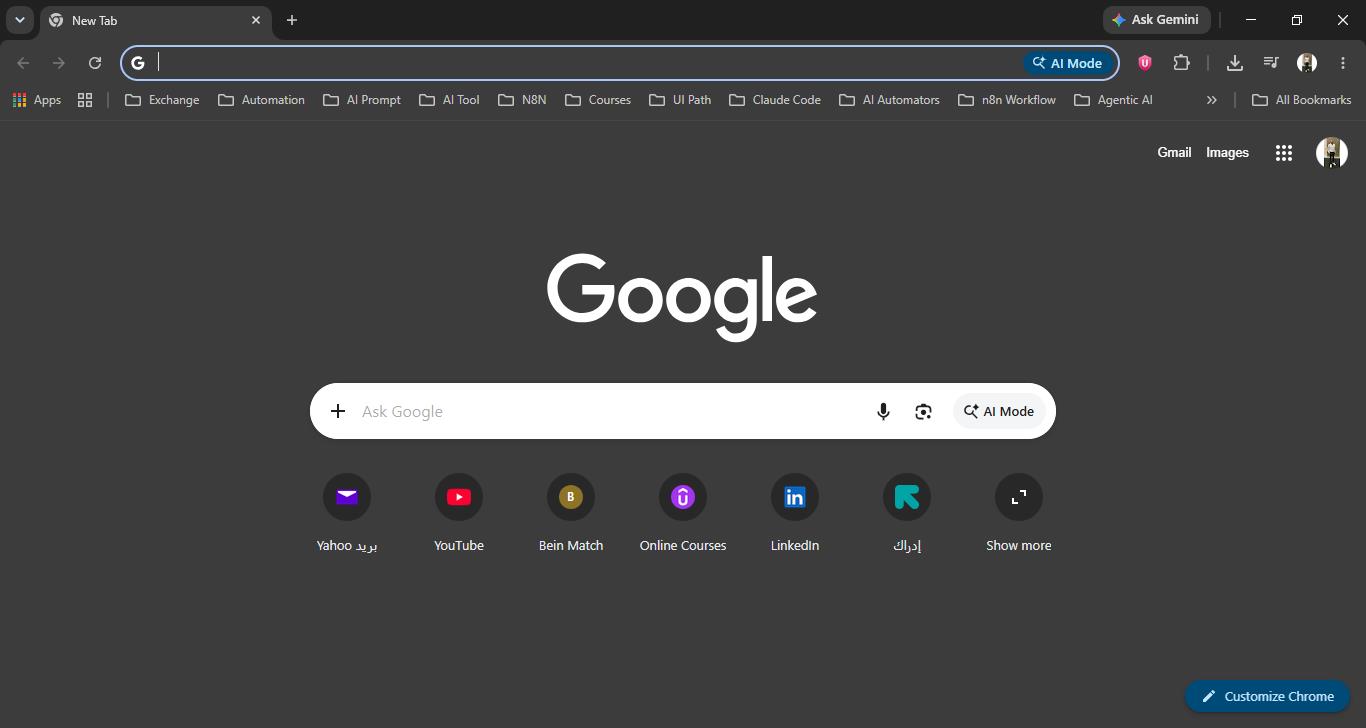 New Tab
Ask Gemini
AI Mode
Apps
Exchange
Automation
AI Prompt
AI Tool
N8N
Courses
UI Path
Claude Code
AI Automators
n8n Workflow
Agentic AI
All Bookmarks
Gmail
Images
Google
Ask Google
AI Mode
B
Yahoo بريد
YouTube
Bein Match
Online Courses
LinkedIn
إدراك
Show more
Customize Chrome